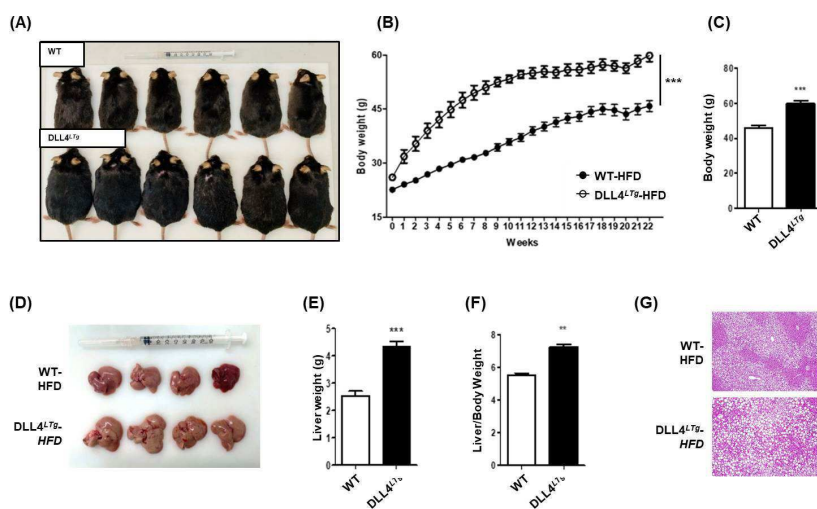 (A)
WT
DLL4LTg
(B)
Body weight (g)
60
45
30
15
***
WT-HFD
DLL4LTg-HFD
0 1 2 3 4 5 6 7 8 9 10 11 12 13 14 15 16 17 18 19 20 21 22
Weeks
(C)
Body weight (g)
80
60
40
20
0
***
WT
DLL4LTg
(D)
WT-
HFD
DLL4LTg-
HFD
(E)
Liver weight (g)
5
4
3
2
1
0
***
WT
DLL4LTs
(F)
Liver/Body Weight
8
6
4
2
0
**
WT
DLL4LTs
(G)
WT-
HFD
DLL4LTg-
HFD